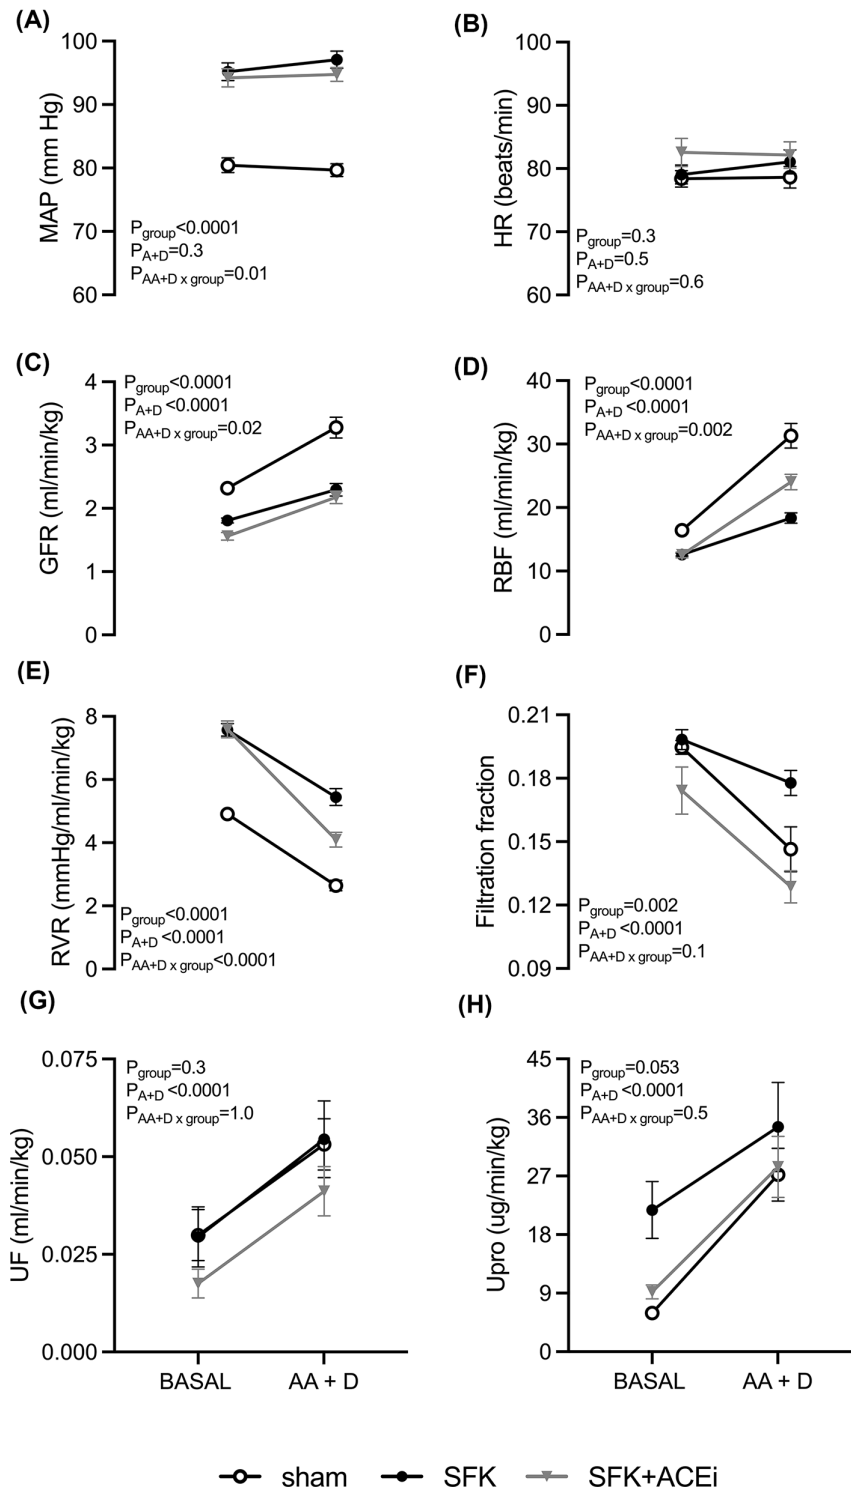 (A)
100
90
80
70
60
MAP (mm Hg)
Pgroup<0.0001
PA+D=0.3
PAA+D x group=0.01
(B)
100
90
80
70
60
HR (beats/min)
Pgroup=0.3
PA+D=0.5
PAA+D x group=0.6
(C)
4
3
2
1
0
GFR (ml/min/kg)
Pgroup<0.0001
PA+D <0.0001
PAA+D x group=0.02
(D)
40
30
20
10
0
RBF (ml/min/kg)
Pgroup<0.0001
PA+D <0.0001
PAA+D x group=0.002
(E)
8
6
4
2
0
RVR (mmHg/ml/min/kg)
Pgroup<0.0001
PA+D <0.0001
PAA+D x group<0.0001
(F)
0.21
0.18
0.15
0.12
0.09
Filtration fraction
Pgroup=0.002
PA+D <0.0001
PAA+D x group=0.1
(G)
0.075
0.050
0.025
0.000
UF (ml/min/kg)
Pgroup=0.3
PA+D <0.0001
PAA+D x group=1.0
BASAL AA + D
(H)
45
36
27
18
9
0
Upro (ug/min/kg)
Pgroup=0.053
PA+D <0.0001
PAA+D x group=0.5
BASAL AA + D
sham SFK SFK+ACEi